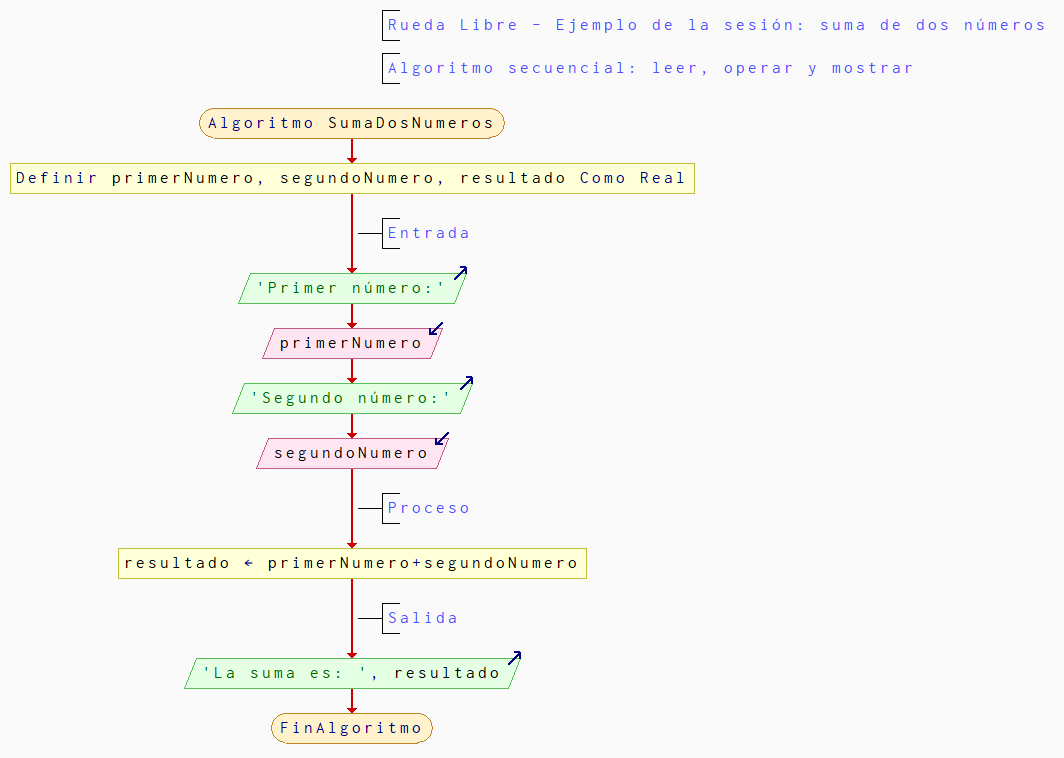 Rueda Libre - Ejemplo de la sesión: suma de dos números
Algoritmo secuencial: leer, operar y mostrar
Algoritmo SumaDosNumeros
Definir primerNumero, segundoNumero, resultado Como Real
Entrada
'Primer número:'
primerNumero
'Segundo número:'
segundoNumero
Proceso
resultado ← primerNumero+segundoNumero
Salida
'La suma es: ', resultado
FinAlgoritmo